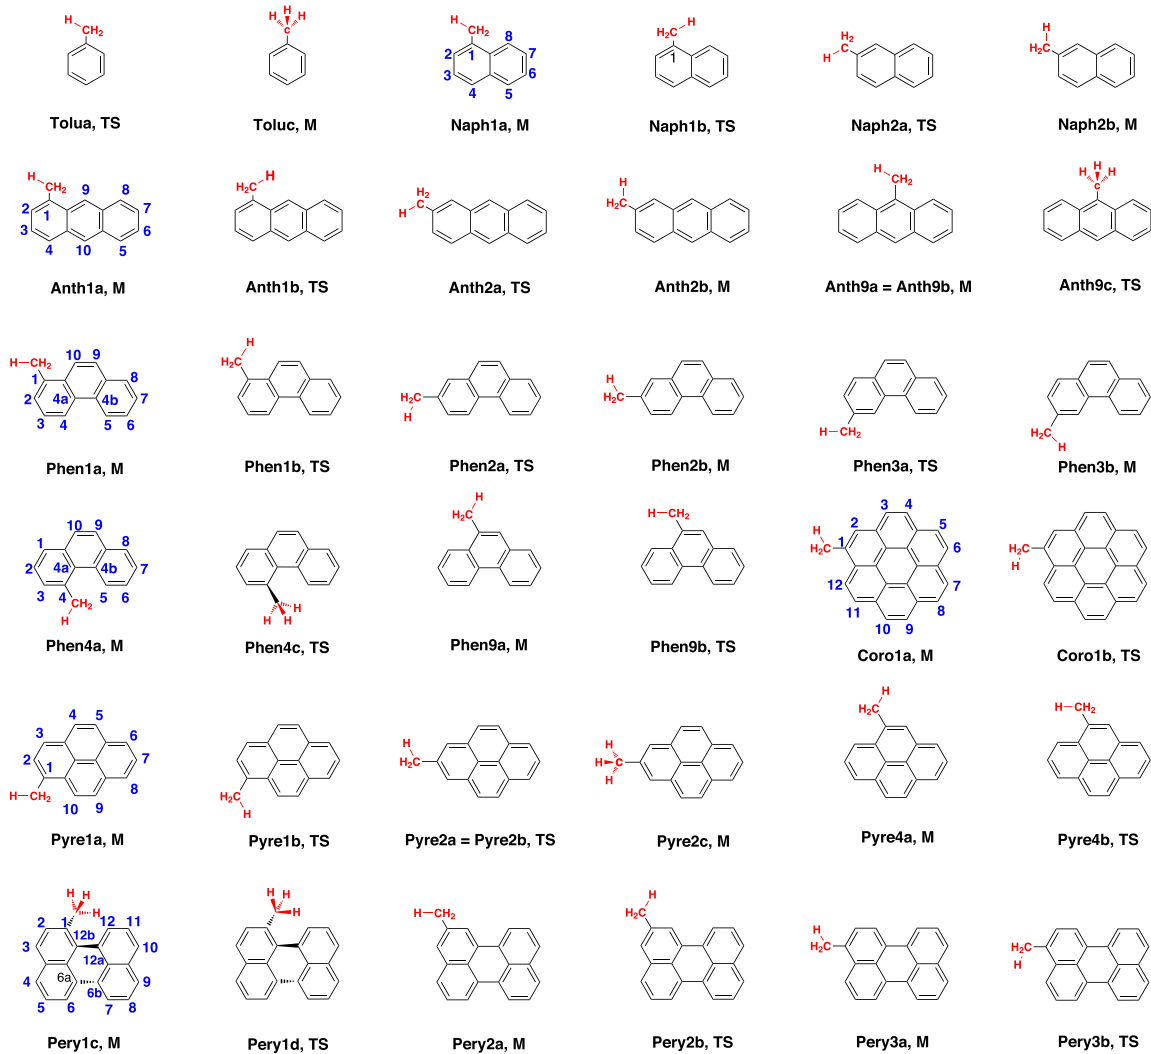 H CH2
H H H C
H CH2 8
H2C H
H2C H
H H2C
1 2 7 3 6 4 5
1
Tolua, TS
Toluc, M
Naph1a, M
Naph1b, TS
Naph2a, TS
Naph2b, M
H CH2 9 8
H2C H
H2C H
H H2C
H CH2
H H H C
2 1 7 3 6 4 10 5
Anth1a, M
Anth1b, TS
Anth2a, TS
Anth2b, M
Anth9a = Anth9b, M
Anth9c, TS
H CH2 10 9
H H2C
1 8 2 4a 4b 7 3 4 5 6
H2C H
H H2C
H CH2
H2C H
Phen1a, M
Phen1b, TS
Phen2a, TS
Phen2b, M
Phen3a, TS
Phen3b, M
10 9 1 8 2 4a 4b 7 3 4 5 6
CH2 H
C H H H
H H2C
H CH2
3 4 2 5 1 6 12 7 11 8 10 9
H H2C
H2C H
Phen4a, M
Phen4c, TS
Phen9a, M
Phen9b, TS
Coro1a, M
Coro1b, TS
4 5 3 6 2 7 1 8 10 9
H CH2
H2C H
H H2C
H H C H
H H2C
H CH2
Pyre1a, M
Pyre1b, TS
Pyre2a = Pyre2b, TS
Pyre2c, M
Pyre4a, M
Pyre4b, TS
H H H
2 1 12 11 12b 3 10 12a 4 6a 9 6b 5 6 7 8
H H H
H CH2
H H2C
H H2C
H2C H
Pery1c, M
Pery1d, TS
Pery2a, M
Pery2b, TS
Pery3a, M
Pery3b, TS